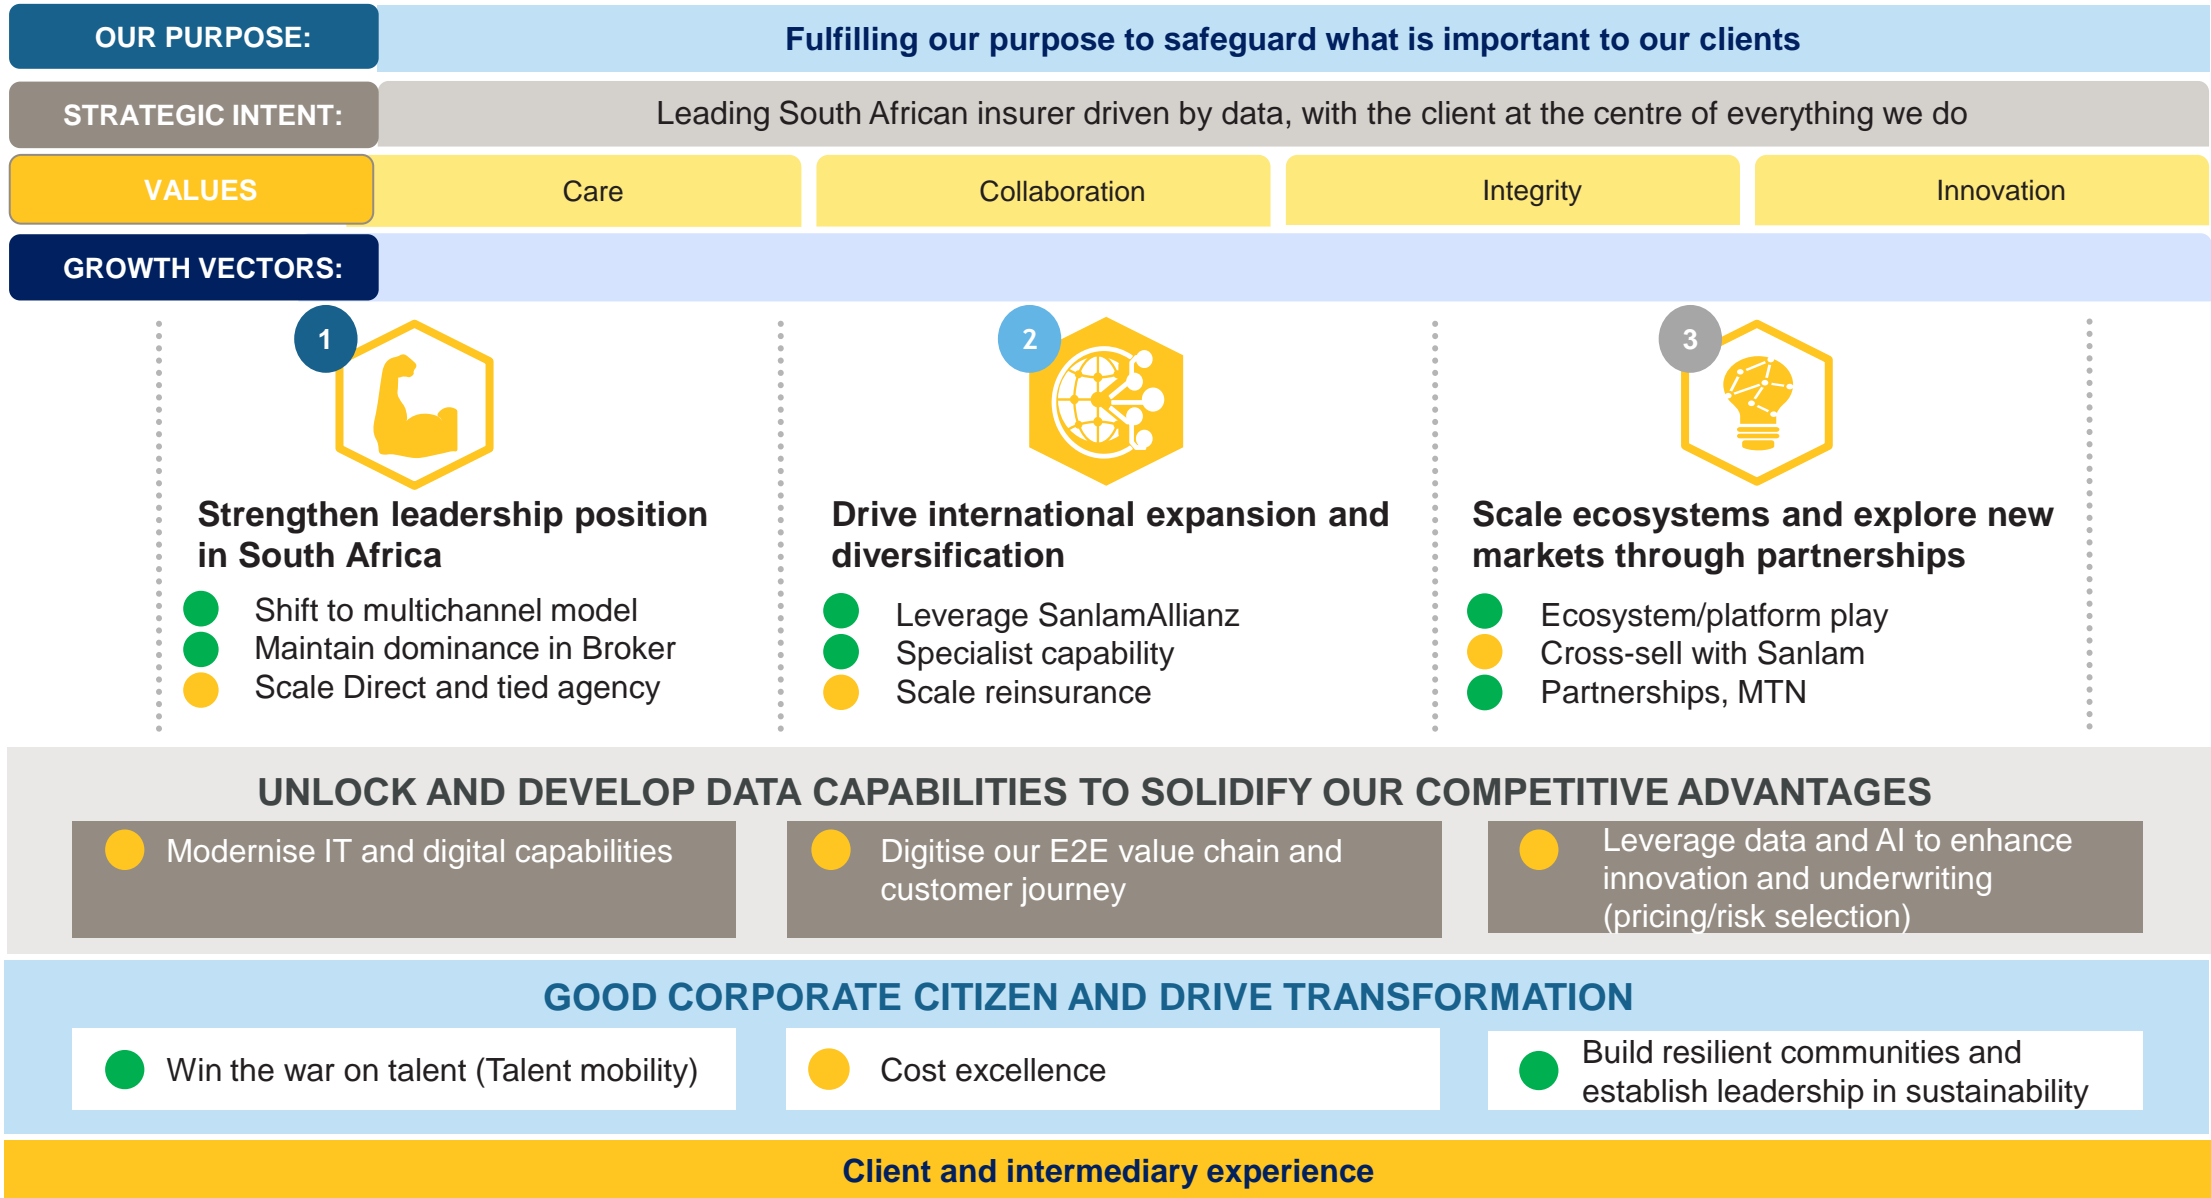 OUR PURPOSE:
Fulfilling our purpose to safeguard what is important to our clients
STRATEGIC INTENT:
Leading South African insurer driven by data, with the client at the centre of everything we do
VALUES
Care
Collaboration
Integrity
Innovation
GROWTH VECTORS:
1
Strengthen leadership position
in South Africa
Shift to multichannel model
Maintain dominance in Broker
Scale Direct and tied agency
2
Drive international expansion and
diversification
Leverage SanlamAllianz
Specialist capability
Scale reinsurance
3
Scale ecosystems and explore new
markets through partnerships
Ecosystem/platform play
Cross-sell with Sanlam
Partnerships, MTN
UNLOCK AND DEVELOP DATA CAPABILITIES TO SOLIDIFY OUR COMPETITIVE ADVANTAGES
Modernise IT and digital capabilities
Digitise our E2E value chain and
customer journey
Leverage data and AI to enhance
innovation and underwriting
(pricing/risk selection)
GOOD CORPORATE CITIZEN AND DRIVE TRANSFORMATION
Win the war on talent (Talent mobility)
Cost excellence
Build resilient communities and
establish leadership in sustainability
Client and intermediary experience